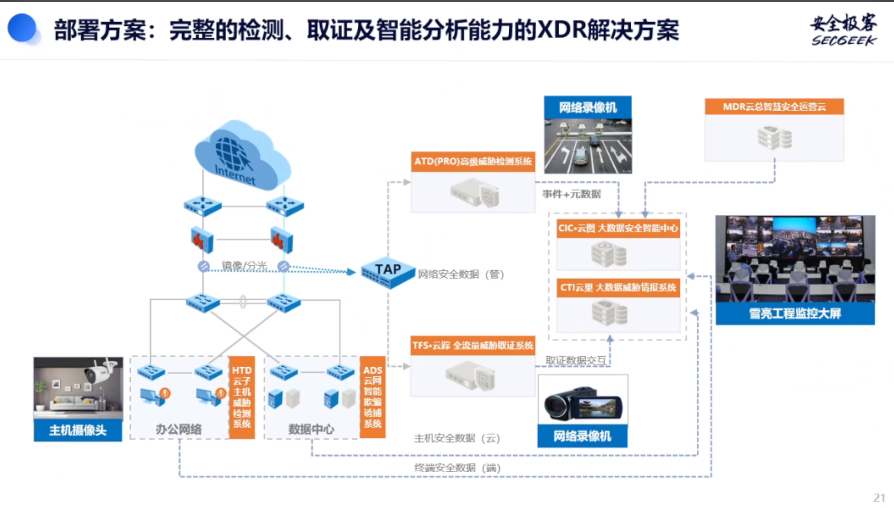 部署方案：完整的检测、取证及智能分析能力的XDR解决方案
安全极客
SECGEEK
网络录像机
MDR云总智慧安全运营云
Internet
ATD(PRO)高级威胁检测系统
事件+元数据
CIC•云图 大数据安全智能中心
镜像/分光
TAP
网络安全数据（管）
CTI云量 大数据威胁情报系统
雪亮工程监控大屏
TFS•云踪 全流量威胁取证系统
取证数据交互
HTD
云子
主机
威胁
检测
系统
ADS
云网
智能
欺骗
诱捕
系统
主机摄像头
办公网络
数据中心
网络录像机
主机安全数据（云）
终端安全数据（端）
21